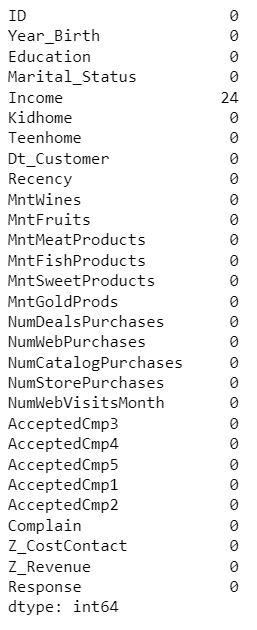 ID 0
Year_Birth 0
Education 0
Marital_Status 0
Income 24
Kidhome 0
Teenhome 0
Dt_Customer 0
Recency 0
MntWines 0
MntFruits 0
MntMeatProducts 0
MntFishProducts 0
MntSweetProducts 0
MntGoldProds 0
NumDealsPurchases 0
NumWebPurchases 0
NumCatalogPurchases 0
NumStorePurchases 0
NumWebVisitsMonth 0
AcceptedCmp3 0
AcceptedCmp4 0
AcceptedCmp5 0
AcceptedCmp1 0
AcceptedCmp2 0
Complain 0
Z_CostContact 0
Z_Revenue 0
Response 0
dtype: int64